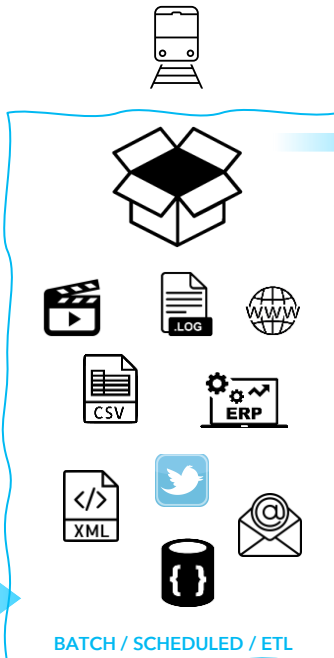 .LOG
WWW
CSV
ERP
</>
XML
@
{ }
BATCH / SCHEDULED / ETL